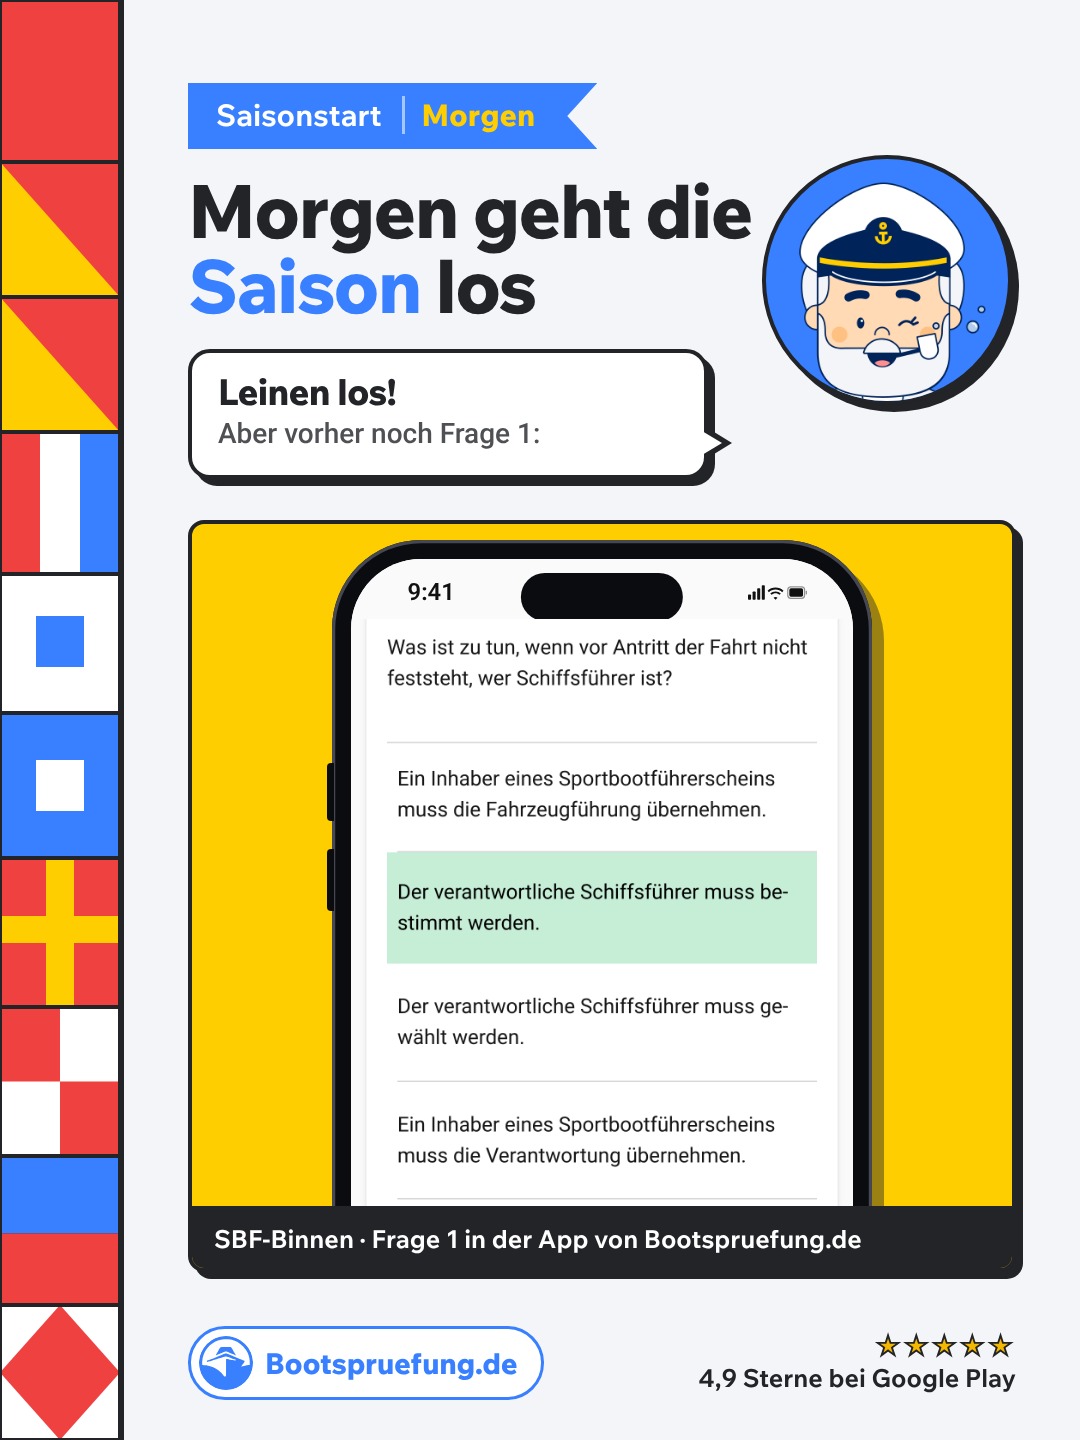 Saisonstart | Morgen
Morgen geht die
Saison los
Leinen los!
Aber vorher noch Frage 1:
9:41
Was ist zu tun, wenn vor Antritt der Fahrt nicht
feststeht, wer Schiffsführer ist?
Ein Inhaber eines Sportbootführerscheins
muss die Fahrzeugführung übernehmen.
Der verantwortliche Schiffsführer muss be-
stimmt werden.
Der verantwortliche Schiffsführer muss ge-
wählt werden.
Ein Inhaber eines Sportbootführerscheins
muss die Verantwortung übernehmen.
SBF-Binnen · Frage 1 in der App von Bootspruefung.de
Bootspruefung.de
4,9 Sterne bei Google Play